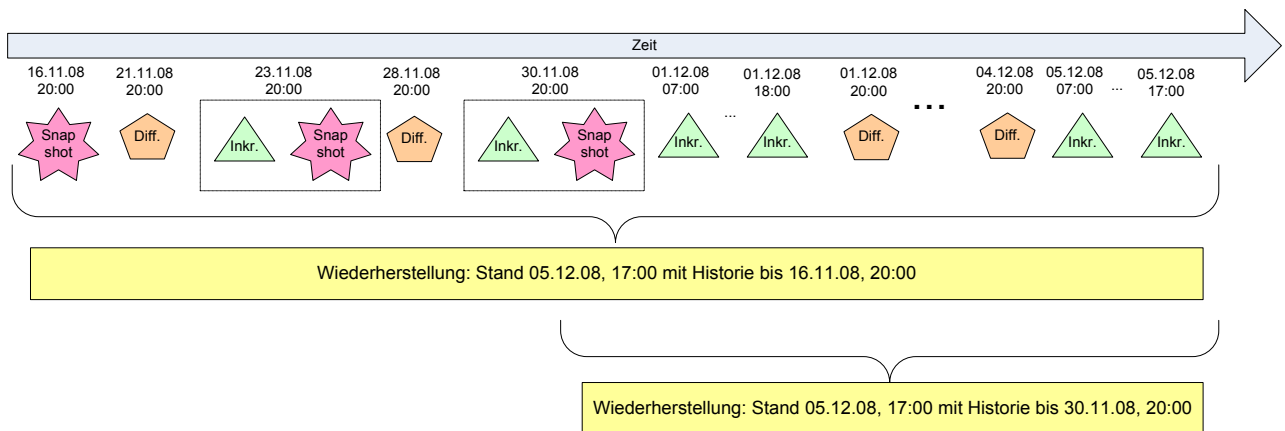 Zeit
16.11.08 21.11.08 23.11.08 28.11.08 30.11.08 01.12.08 01.12.08 01.12.08 04.12.08 05.12.08 05.12.08
20:00 20:00 20:00 20:00 20:00 07:00 18:00 20:00 ... 20:00 07:00 ... 17:00
...
Snap Diff. Inkr. Snap Diff. Inkr. Snap Inkr. Inkr. Diff. Diff. Inkr. Inkr.
shot shot shot
Wiederherstellung: Stand 05.12.08, 17:00 mit Historie bis 16.11.08, 20:00
Wiederherstellung: Stand 05.12.08, 17:00 mit Historie bis 30.11.08, 20:00